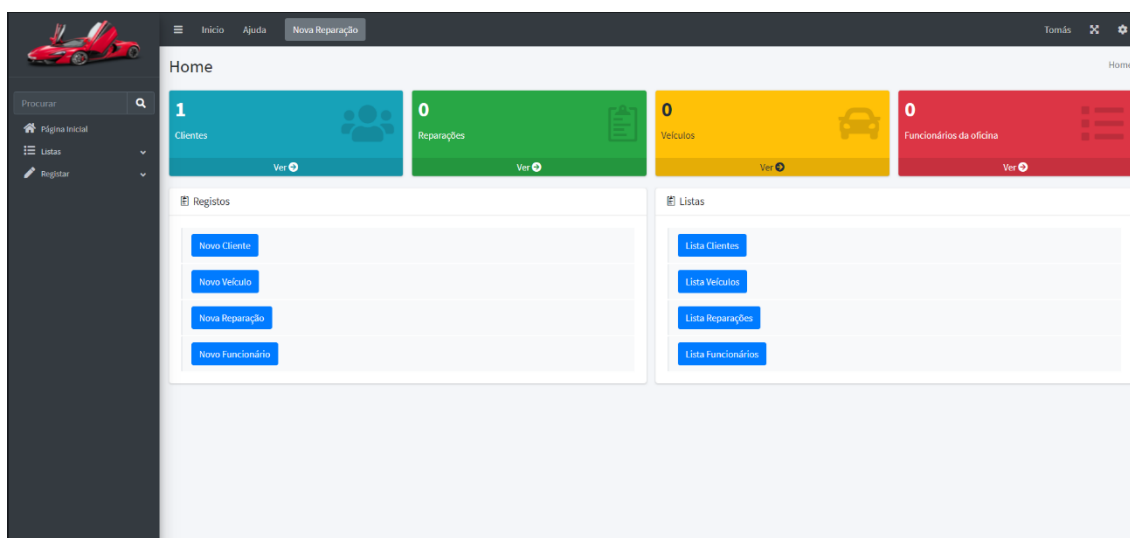 Inicio Ajuda Nova Reparação Tomás
Home Home
Procurar
Página Inicial
Listas
Registar
1
Clientes
Ver
0
Reparações
Ver
0
Veículos
Ver
0
Funcionários da oficina
Ver
Registos
Novo Cliente
Novo Veículo
Nova Reparação
Novo Funcionário
Listas
Lista Clientes
Lista Veículos
Lista Reparações
Lista Funcionários